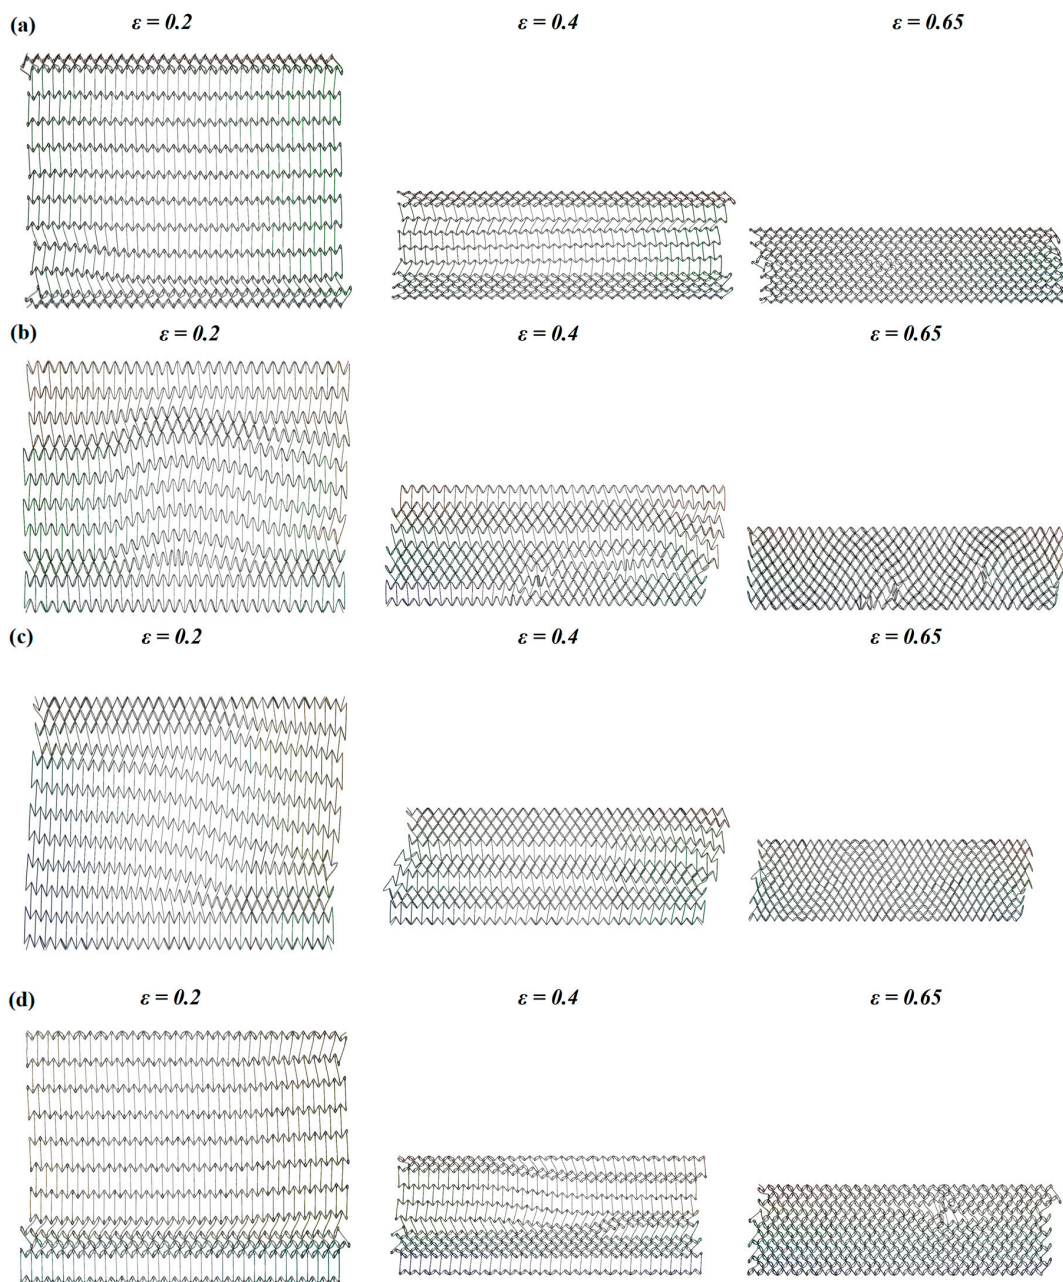 (a) ε = 0.2 ε = 0.4 ε = 0.65
(b) ε = 0.2 ε = 0.4 ε = 0.65
(c) ε = 0.2 ε = 0.4 ε = 0.65
(d) ε = 0.2 ε = 0.4 ε = 0.65